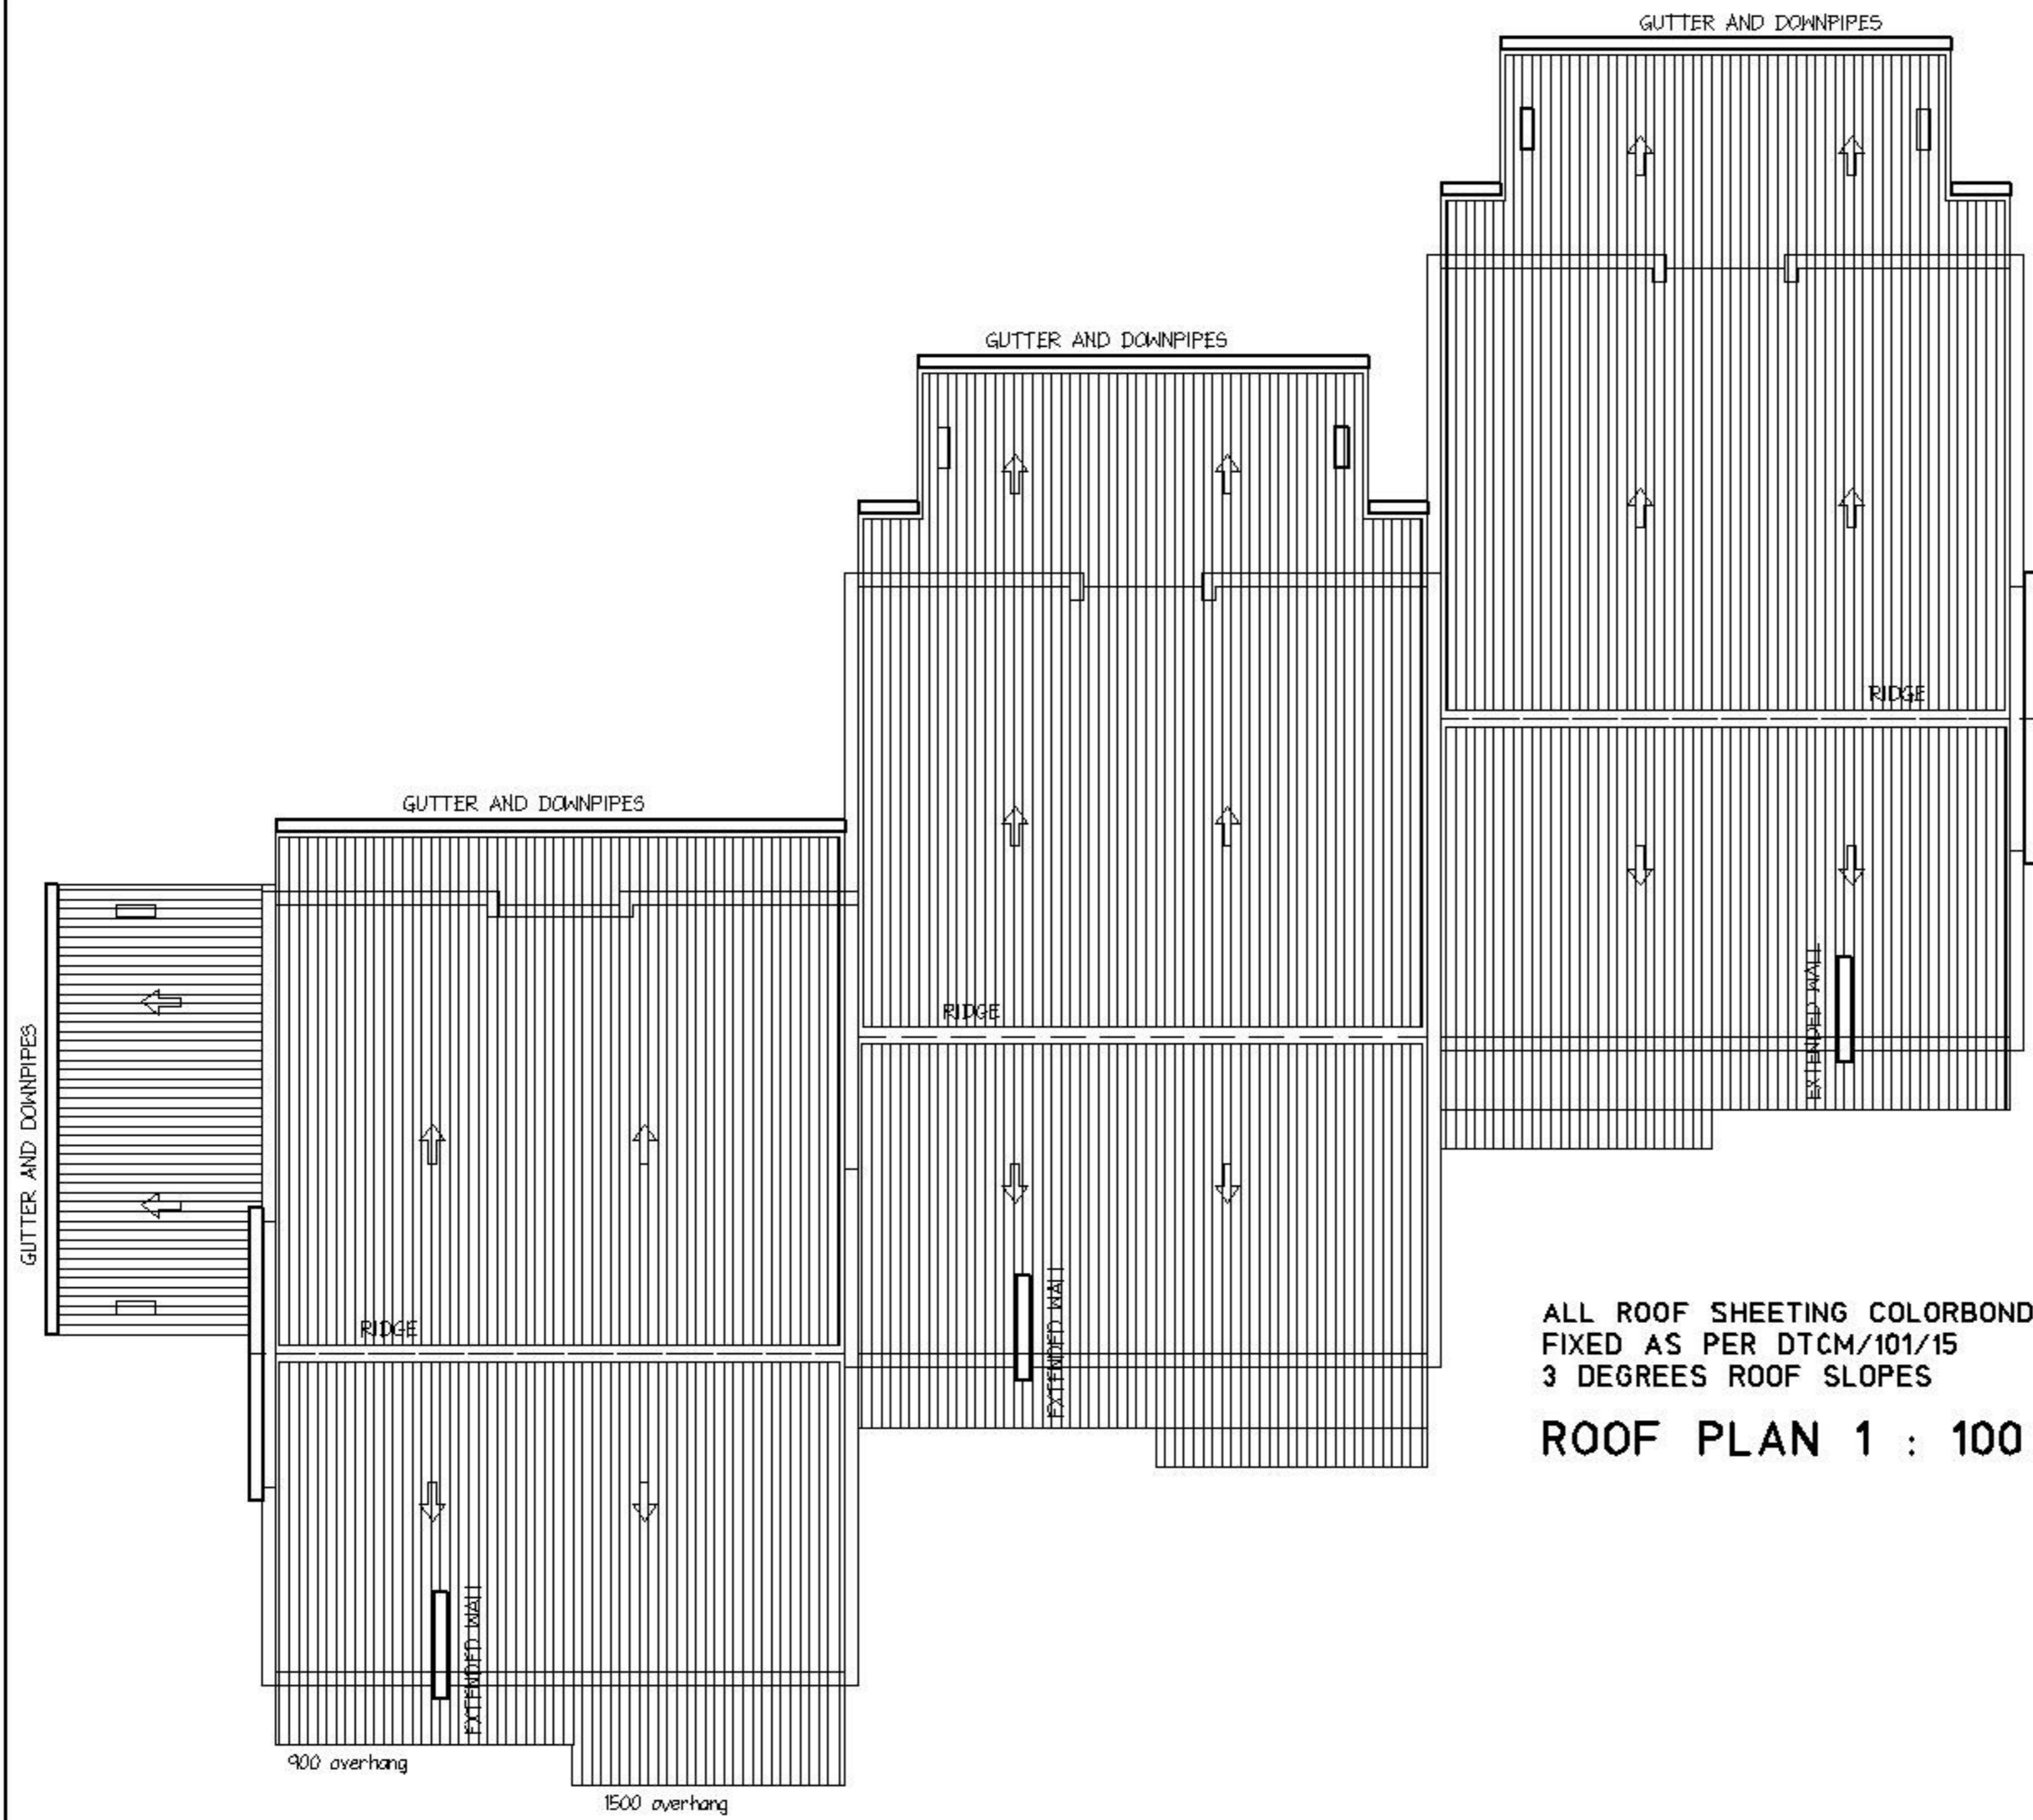 GUTTER AND DOWNPIPES
GUTTER AND DOWNPIPES
RIDGE
GUTTER AND DOWNPIPES
EXTENDED WALL
RIDGE
GUTTER AND DOWNPIPES
EXTENDED WALL
RIDGE
ALL ROOF SHEETING COLORBOND
FIXED AS PER DTCM/101/15
3 DEGREES ROOF SLOPES
ROOF PLAN 1 : 100
EXTENDED WALL
900 overhang
1500 overhang